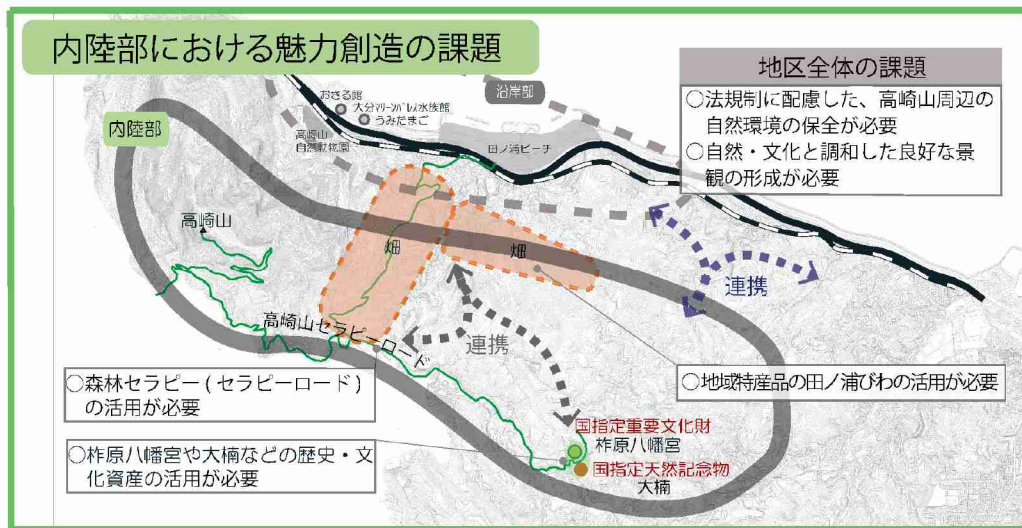 内陸部における魅力創造の課題
地区全体の課題
○法規制に配慮した、高崎山周辺の
自然環境の保全が必要
○自然・文化と調和した良好な景
観の形成が必要
沿岸部
おさる館
大分マリーンパレス水族館
うみたまご
高崎山
自然動物園
田ノ浦ビーチ
内陸部
高崎山
畑
畑
連携
高崎山セラピーロード
連携
○森林セラピー(セラピーロード)
の活用が必要
○地域特産品の田ノ浦びわの活用が必要
○柞原八幡宮や大楠などの歴史・文
化資産の活用が必要
国指定重要文化財
柞原八幡宮
国指定天然記念物
大楠